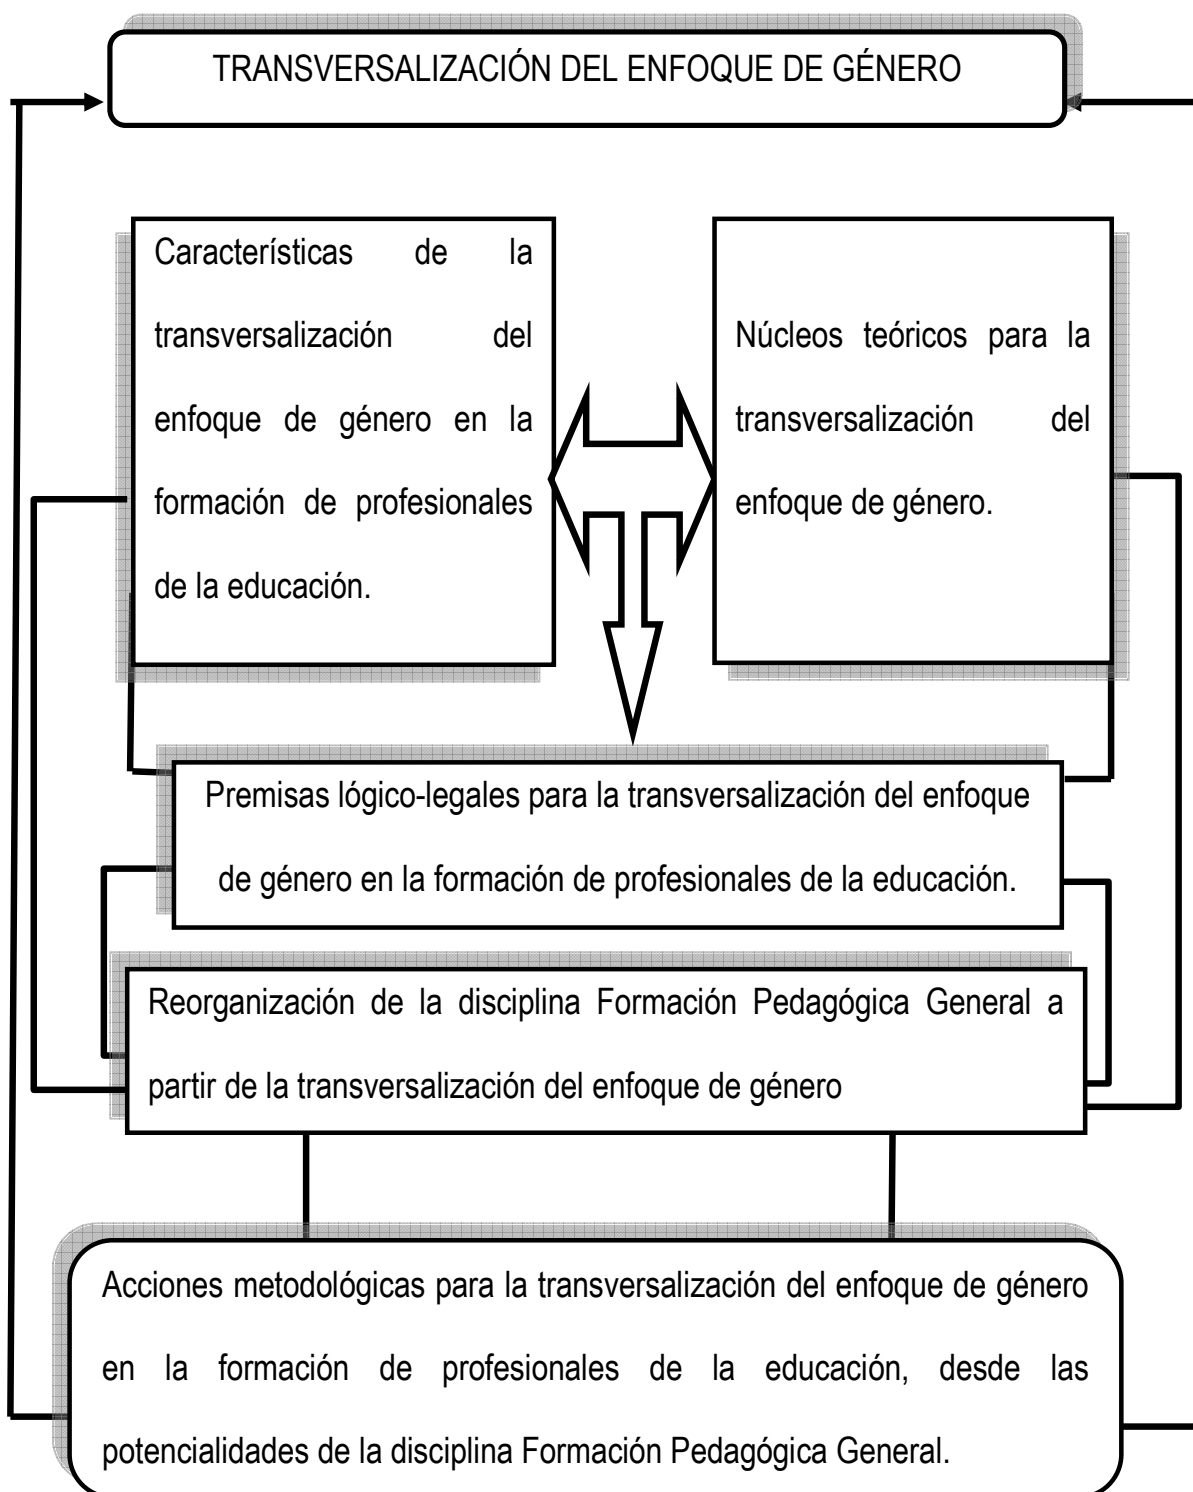 TRANSVERSALIZACIÓN DEL ENFOQUE DE GÉNERO
Características de la
transversalización del
enfoque de género en la
formación de profesionales
de la educación.
Núcleos teóricos para la
transversalización del
enfoque de género.
Premisas lógico-legales para la transversalización del enfoque
de género en la formación de profesionales de la educación.
Reorganización de la disciplina Formación Pedagógica General a
partir de la transversalización del enfoque de género
Acciones metodológicas para la transversalización del enfoque de género
en la formación de profesionales de la educación, desde las
potencialidades de la disciplina Formación Pedagógica General.